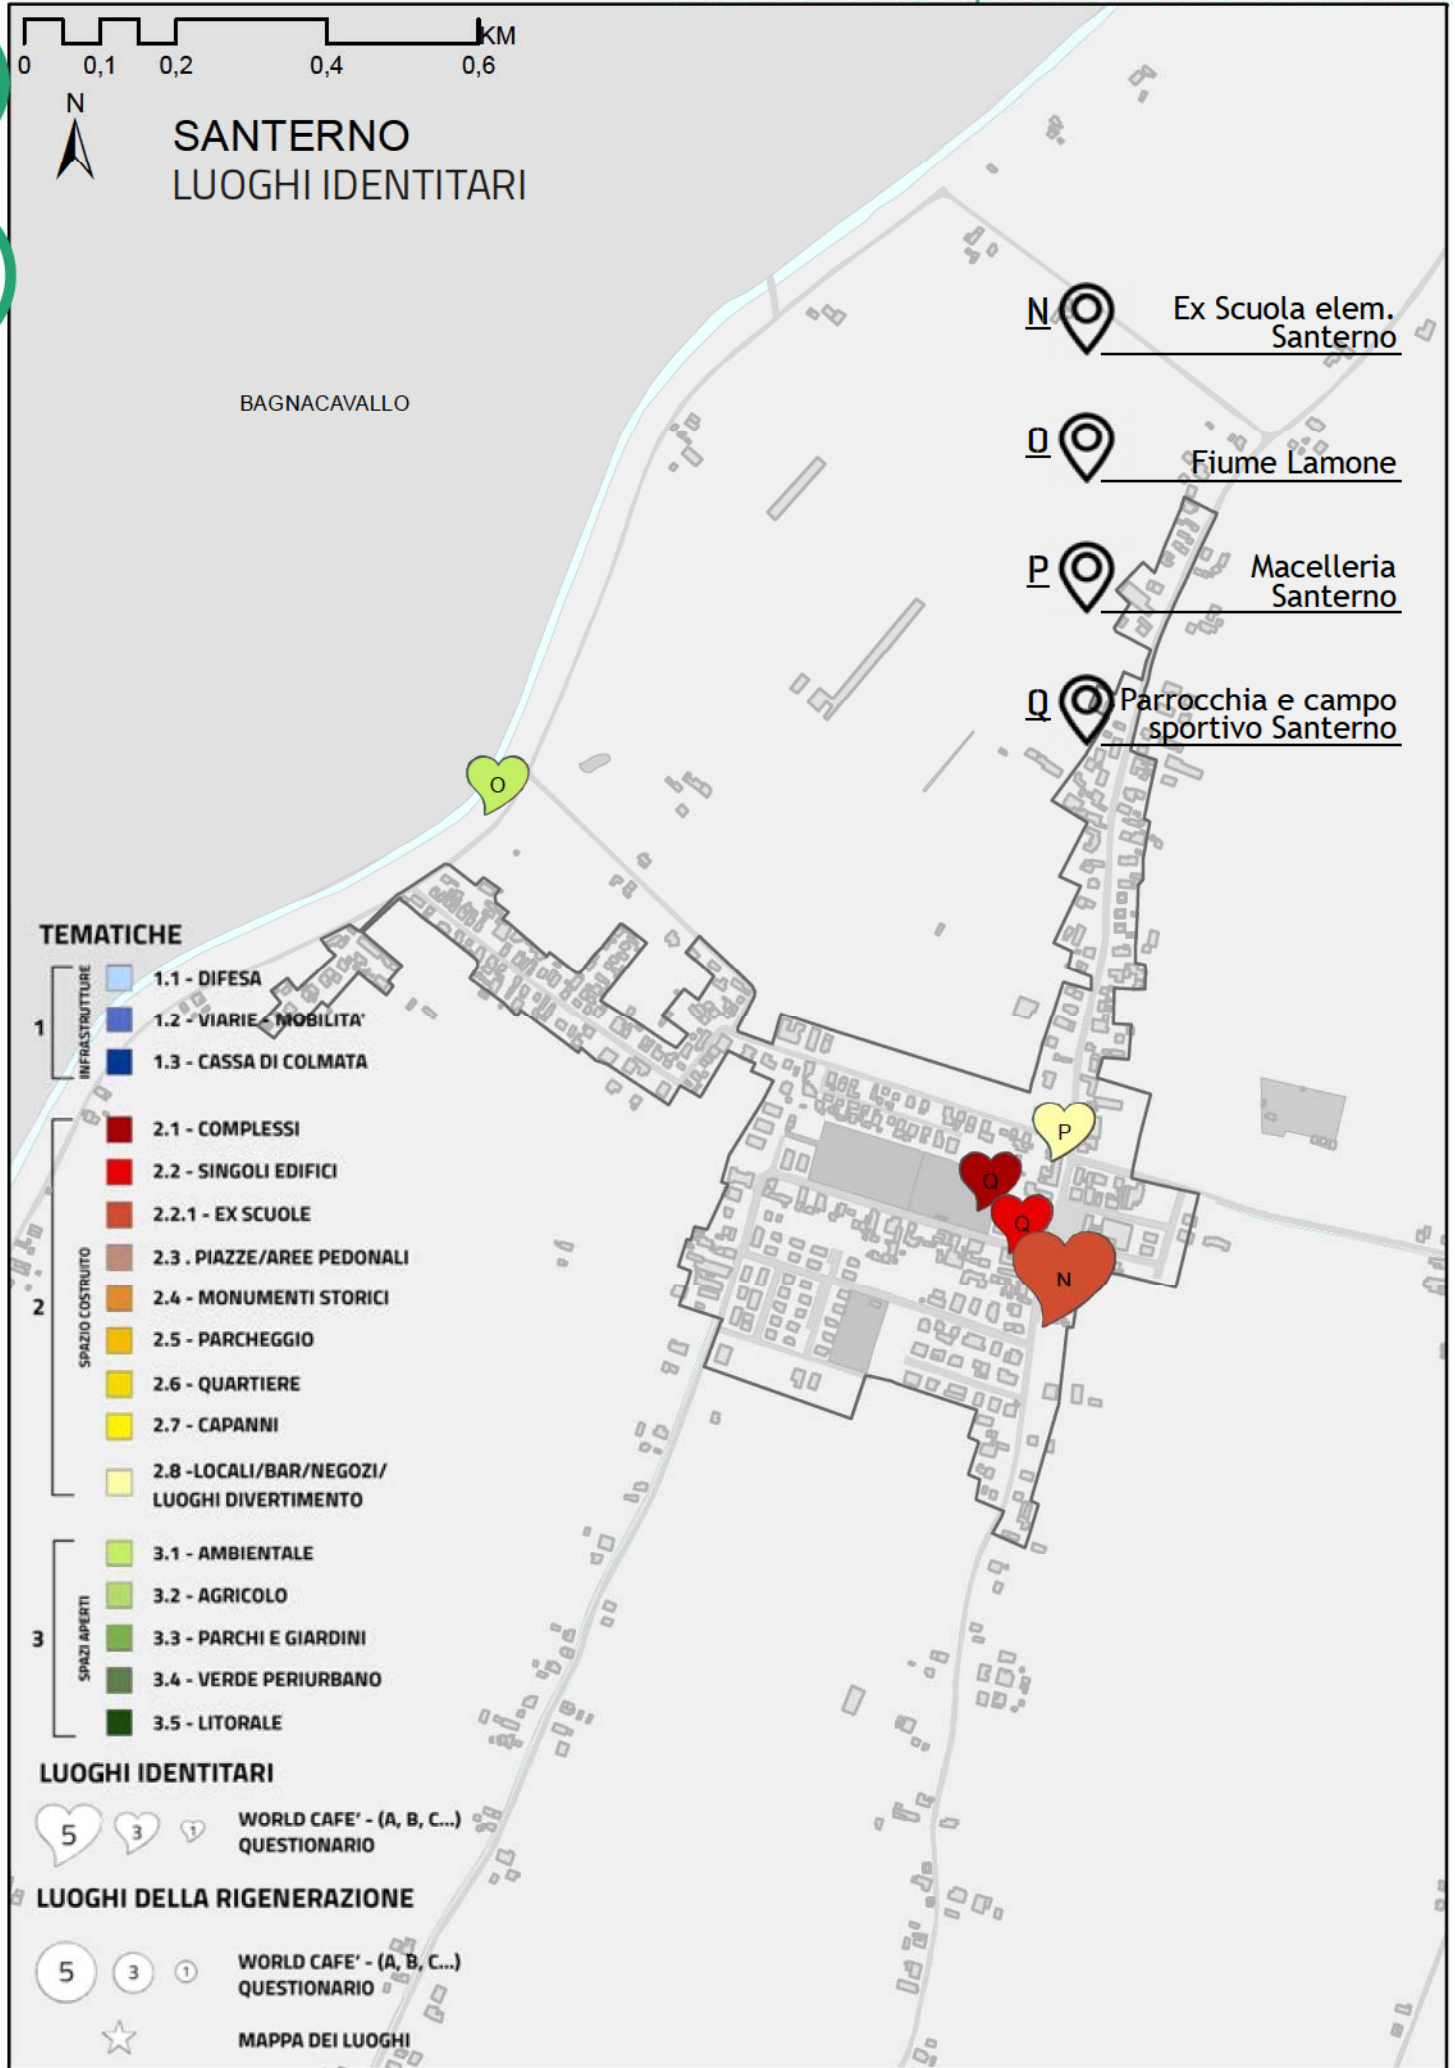 KM
0 0,1 0,2 0,4 0,6
N
SANTERNO
LUOGHI IDENTITARI
BAGNACAVALLO
N Ex Scuola elem.
Santerno
O Fiume Lamone
P Macelleria
Santerno
Q Parrocchia e campo
sportivo Santerno
O
P
Q
Q
N
TEMATICHE
1 INFRASTRUTTURE
1.1 - DIFESA
1.2 - VIARIE - MOBILITA'
1.3 - CASSA DI COLMATA
2 SPAZIO COSTRUITO
2.1 - COMPLESSI
2.2 - SINGOLI EDIFICI
2.2.1 - EX SCUOLE
2.3 . PIAZZE/AREE PEDONALI
2.4 - MONUMENTI STORICI
2.5 - PARCHEGGIO
2.6 - QUARTIERE
2.7 - CAPANNI
2.8 -LOCALI/BAR/NEGOZI/
LUOGHI DIVERTIMENTO
3 SPAZI APERTI
3.1 - AMBIENTALE
3.2 - AGRICOLO
3.3 - PARCHI E GIARDINI
3.4 - VERDE PERIURBANO
3.5 - LITORALE
LUOGHI IDENTITARI
5 3 1 WORLD CAFE' - (A, B, C...)
QUESTIONARIO
LUOGHI DELLA RIGENERAZIONE
5 3 1 WORLD CAFE' - (A, B, C...)
QUESTIONARIO
MAPPA DEI LUOGHI